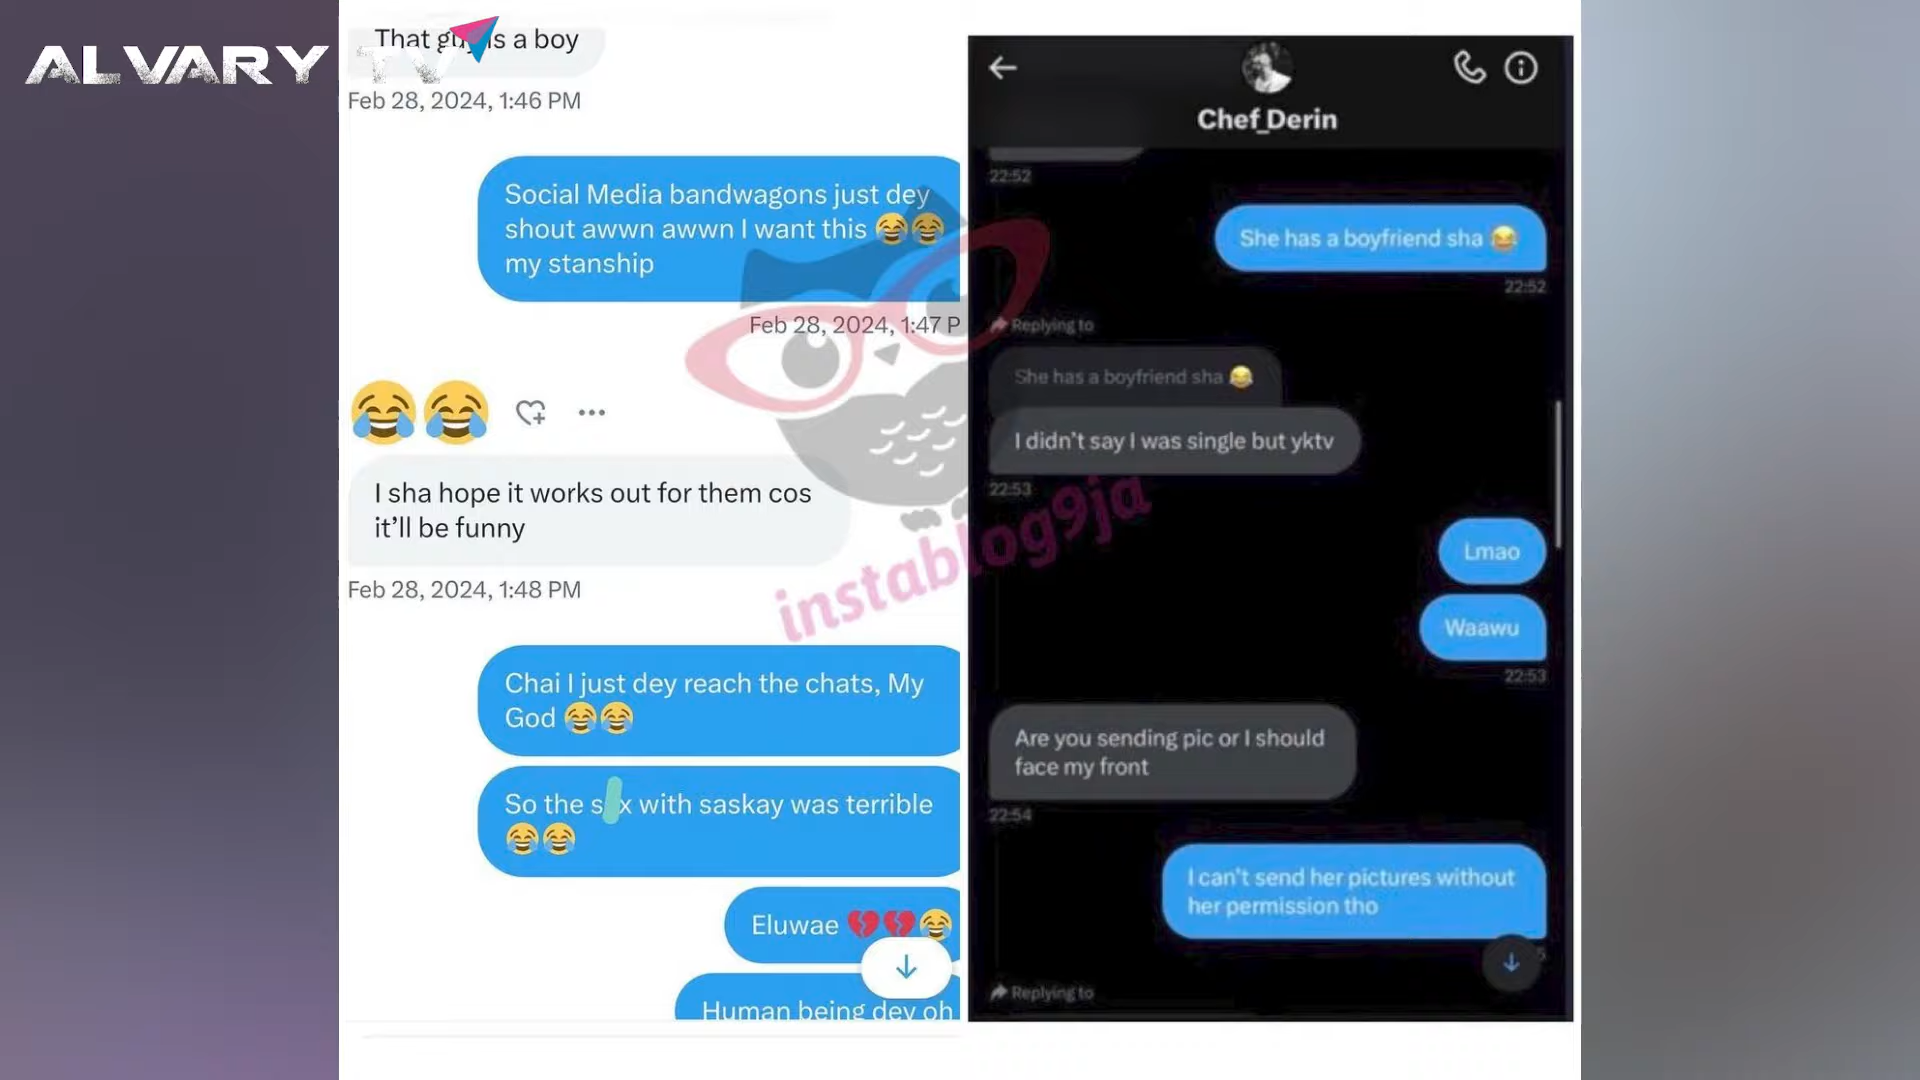 ALVARY TV
That guy is a boy
Feb 28, 2024, 1:46 PM
Social Media bandwagons just dey
shout awwn awwn I want this 😂😂
my stanship
Feb 28, 2024, 1:47 P
😂😂
I sha hope it works out for them cos
it’ll be funny
Feb 28, 2024, 1:48 PM
Chai I just dey reach the chats, My
God 😂😂
So the s x with saskay was terrible
😂😂
Eluwae 💔💔😂
Human being dey oh
instablog9ja
Chef_Derin
22:52
She has a boyfriend sha 😂
22:52
Replying to
She has a boyfriend sha 😂
I didn't say I was single but yktv
22:53
Lmao
Waawu
22:53
Are you sending pic or I should
face my front
22:54
I can't send her pictures without
her permission tho
Replying to